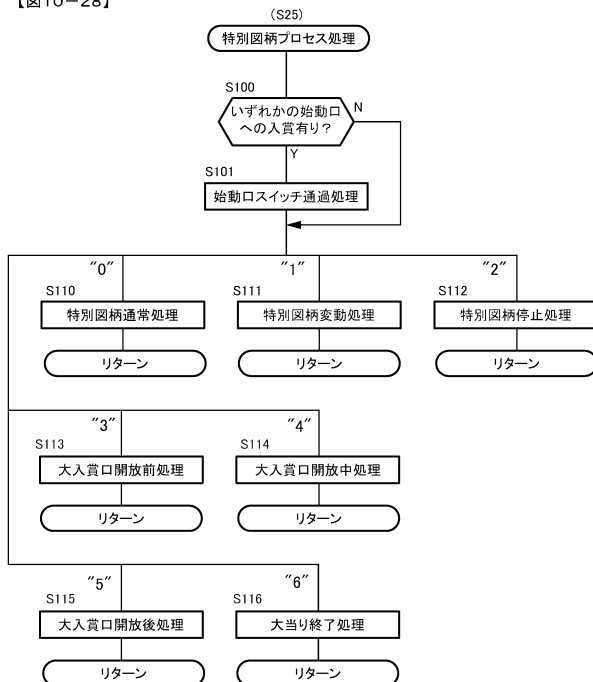 【図10-28】
(S25)
特別図柄プロセス処理
S100
いずれかの始動口
への入賞有り？
N
Y
S101
始動口スイッチ通過処理
"0"
"1"
"2"
S110
S111
S112
特別図柄通常処理
特別図柄変動処理
特別図柄停止処理
リターン
リターン
リターン
"3"
"4"
S113
S114
大入賞口開放前処理
大入賞口開放中処理
リターン
リターン
"5"
"6"
S115
S116
大入賞口開放後処理
大当り終了処理
リターン
リターン